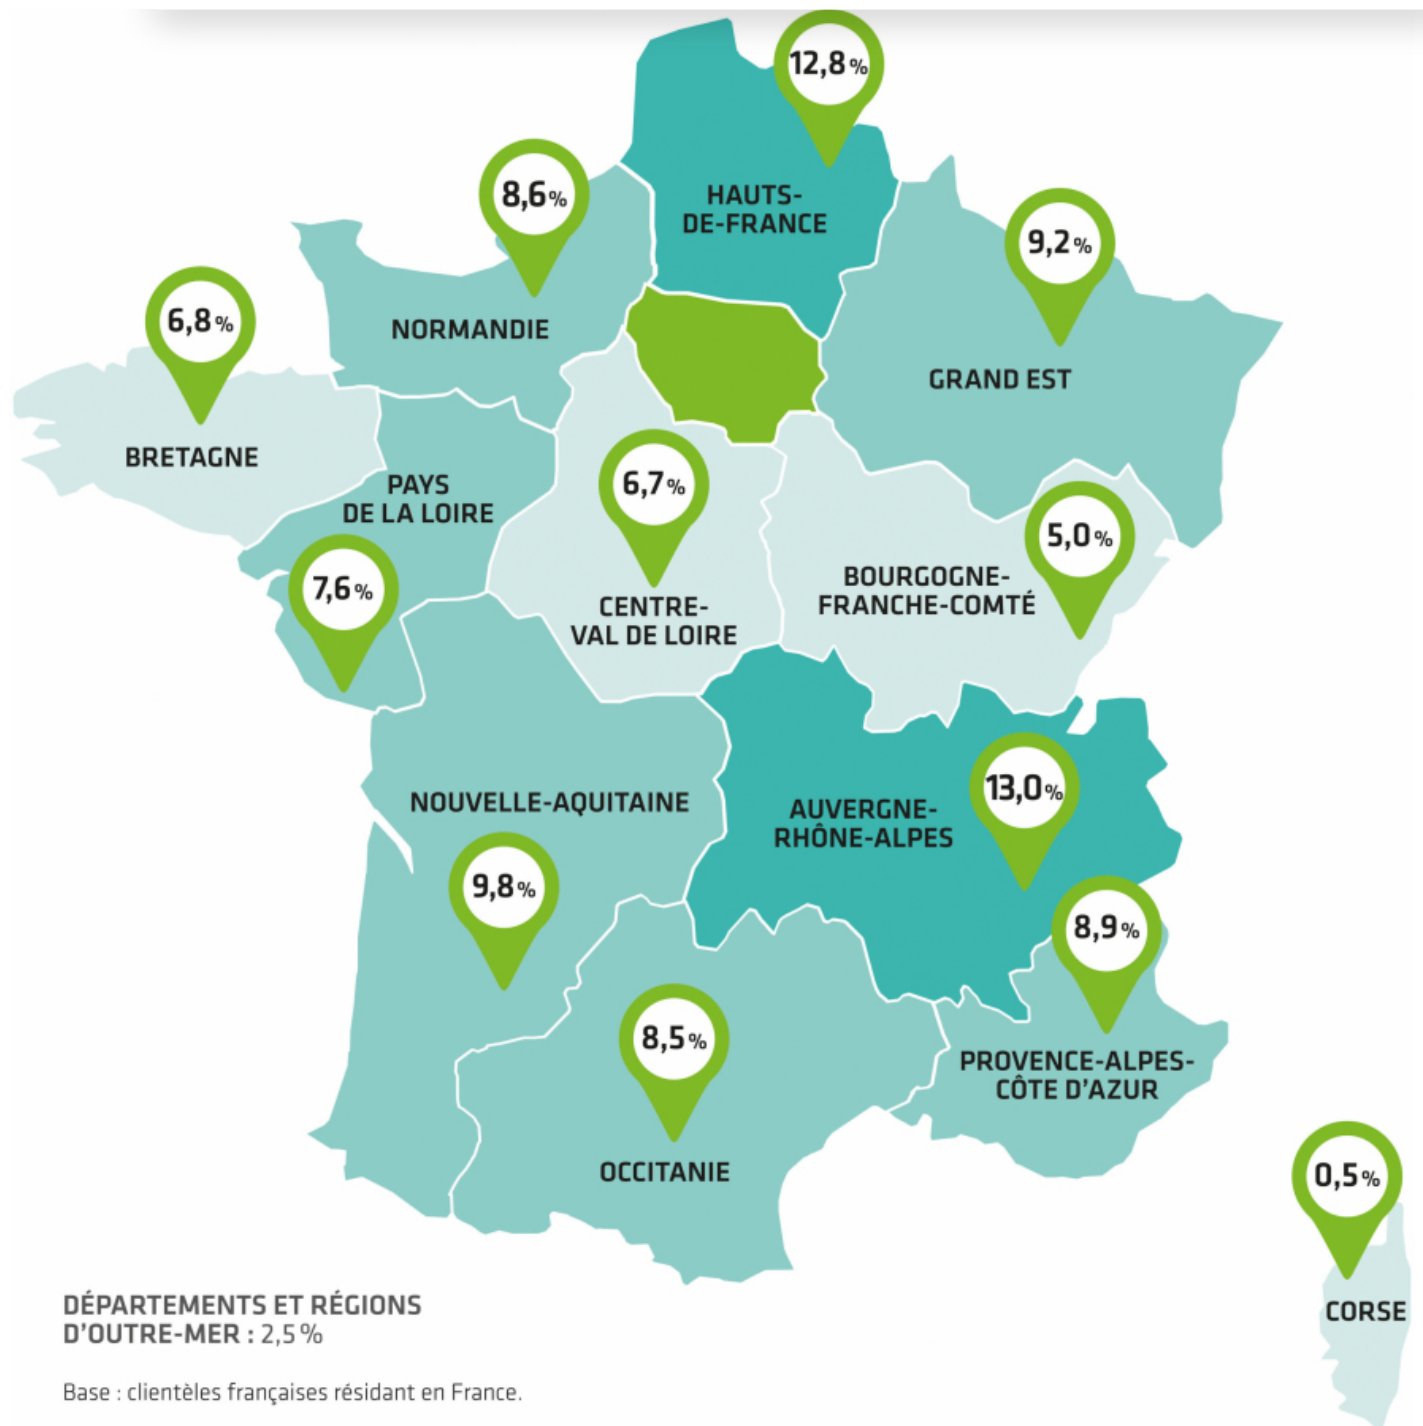 12,8%
HAUTS-
DE-FRANCE
8,6%
NORMANDIE
9,2%
GRAND EST
6,8%
BRETAGNE
PAYS
DE LA LOIRE
7,6%
6,7%
CENTRE-
VAL DE LOIRE
5,0%
BOURGOGNE-
FRANCHE-COMTÉ
NOUVELLE-AQUITAINE
9,8%
13,0%
AUVERGNE-
RHÔNE-ALPES
8,9%
PROVENCE-ALPES-
CÔTE D'AZUR
8,5%
OCCITANIE
0,5%
CORSE
DÉPARTEMENTS ET RÉGIONS
D'OUTRE-MER : 2,5%
Base : clientèles françaises résidant en France.